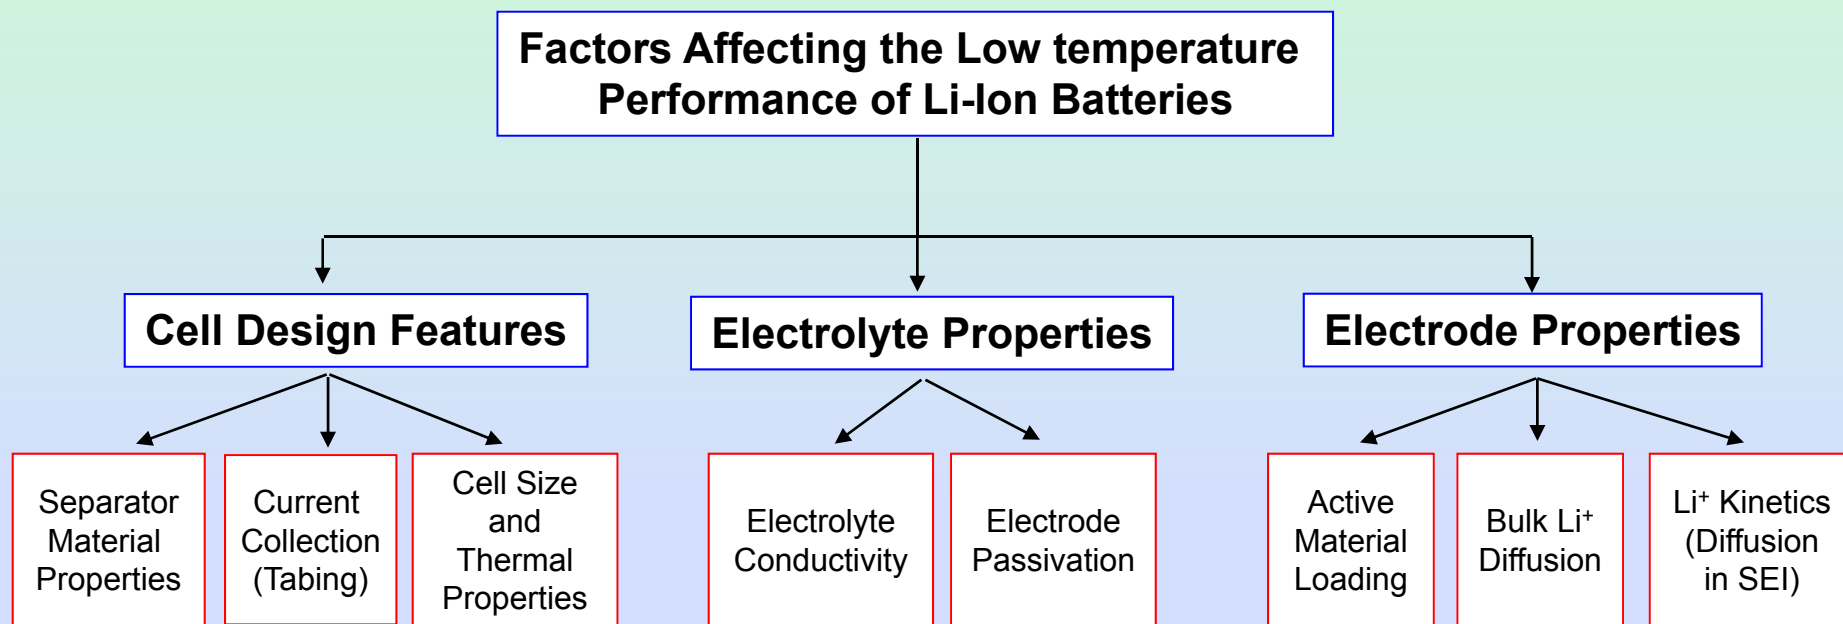 Factors Affecting the Low temperature
Performance of Li-Ion Batteries
Cell Design Features
Electrolyte Properties
Electrode Properties
Separator
Material
Properties
Current
Collection
(Tabing)
Cell Size
and
Thermal
Properties
Electrolyte
Conductivity
Electrode
Passivation
Active
Material
Loading
Bulk Li⁺
Diffusion
Li⁺ Kinetics
(Diffusion
in SEI)